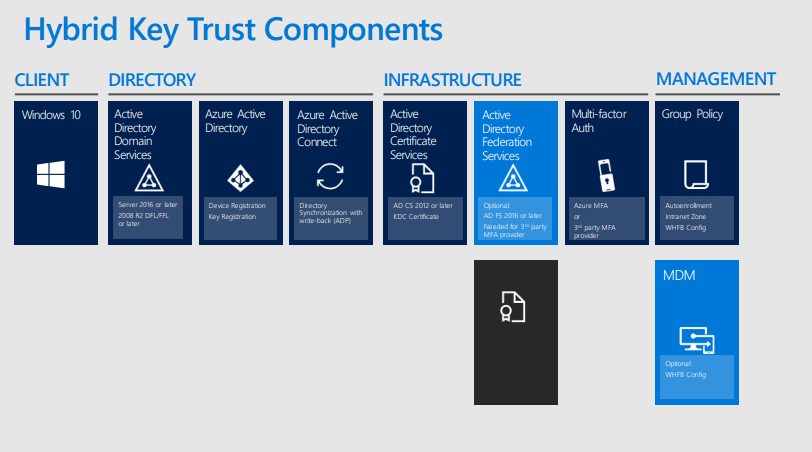 Hybrid Key Trust Components
CLIENT
DIRECTORY
INFRASTRUCTURE
MANAGEMENT
Windows 10
Active
Directory
Domain
Services
Server 2016 or later
2008 R2 DFL/FFL
or later
Azure Active
Directory
Device Registration
Key Registration
Azure Active
Directory
Connect
Directory
Synchronization with
write-back (ADP)
Active
Directory
Certificate
Services
AD CS 2012 or later
KDC Certificate
Active
Directory
Federation
Services
Optional:
AD FS 2016 or later
Needed for 3rd party
MFA provider
Multi-factor
Auth
Azure MFA
or
3rd party MFA
provider
Group Policy
Autoenrollment
Intranet Zone
WHFB Config
MDM
Optional:
WHFB Config